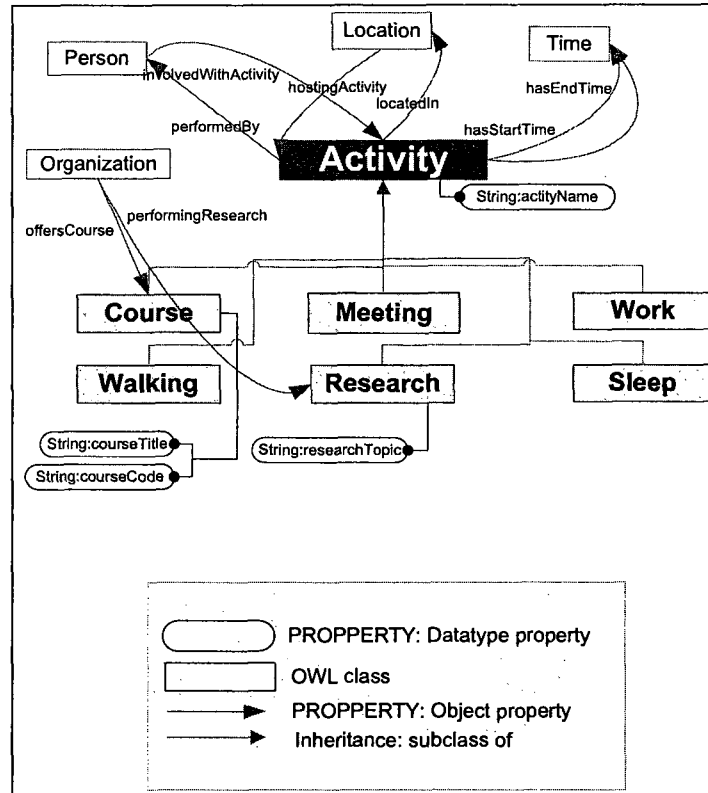 Location
Person
Time
involvedWithActivity
hasEndTime
hostingActivity
locatedIn
performedBy
hasStartTime
Activity
Organization
String:actityName
performingResearch
offersCourse
Course
Meeting
Work
Walking
Research
Sleep
String:courseTitle
String:researchTopic
String:courseCode
PROPPERTY: Datatype property
OWL class
PROPPERTY: Object property
Inheritance: subclass of